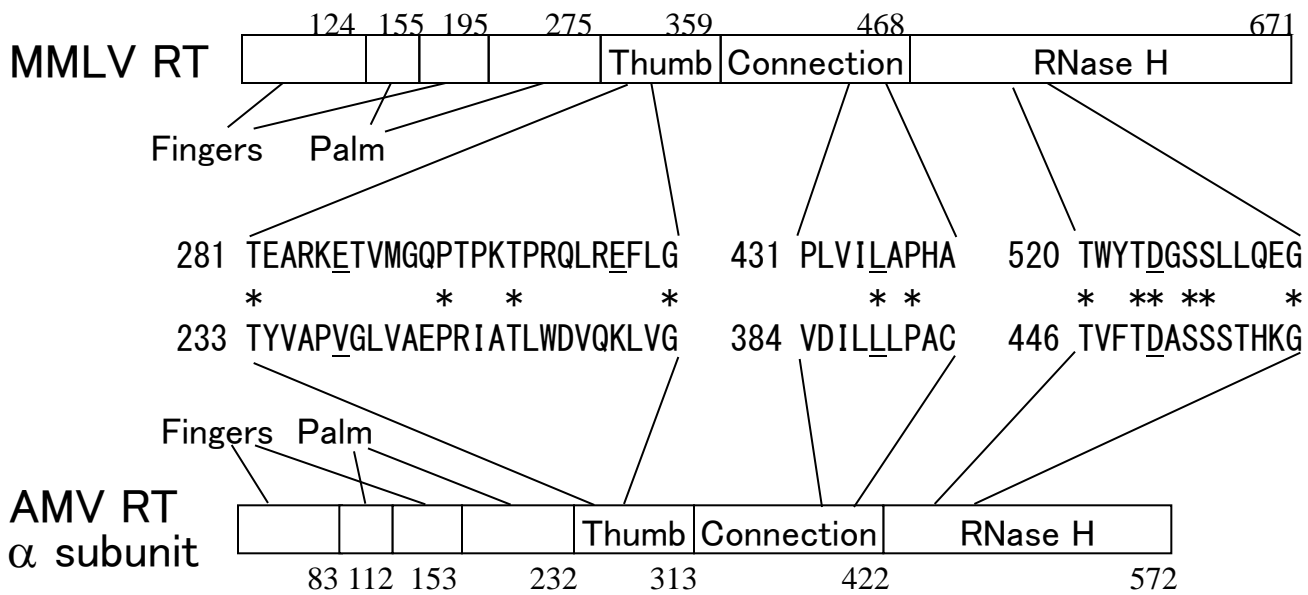 124 155 195 275 359 468 671
MMLV RT Thumb Connection RNase H
Fingers Palm
281 TEARKETVMGQPTPKTPRQLREFLG 431 PLVILAPHA 520 TWYTDGSSLLQEG
* * * * * * * ** ** *
233 TYVAPVGLVAEPRIATLWDVQKLVG 384 VDILLLPAC 446 TVFTDASSSTHKG
Fingers Palm
AMV RT
α subunit Thumb Connection RNase H
83 112 153 232 313 422 572